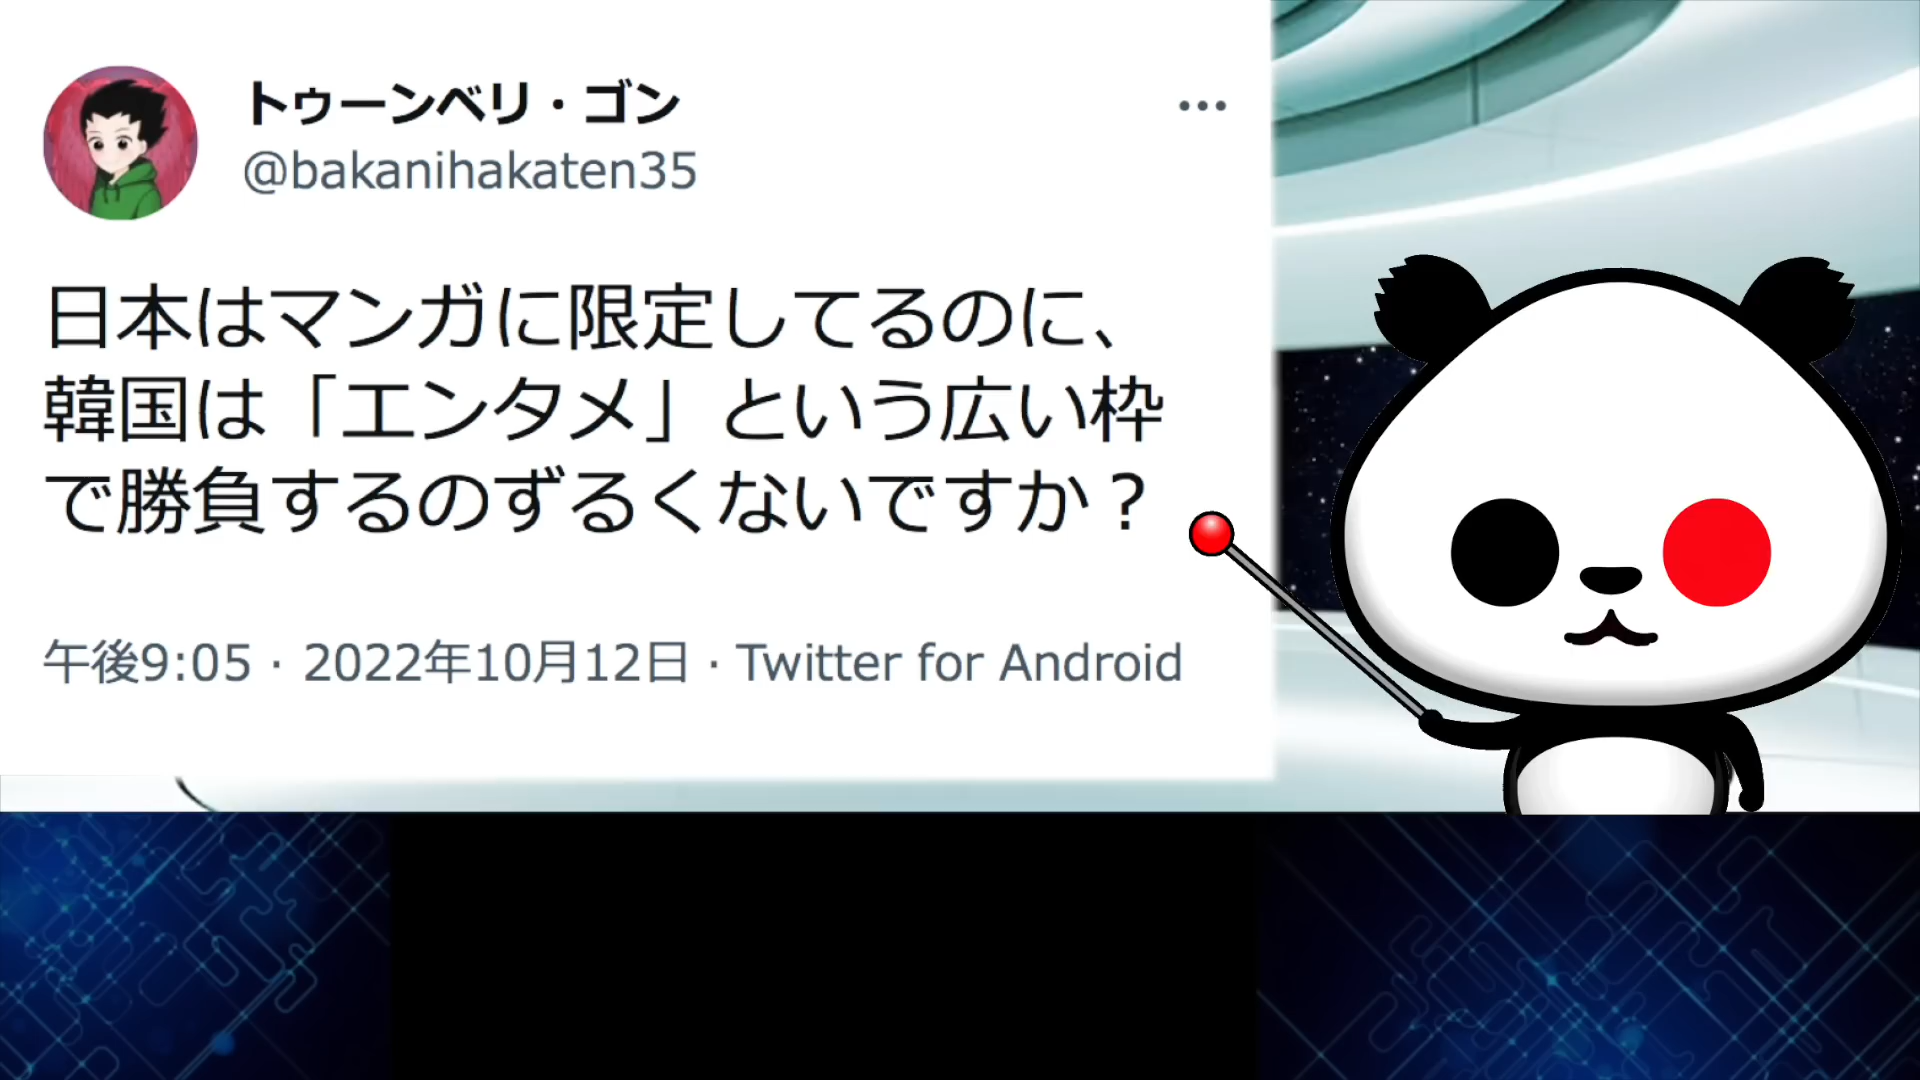 トゥーンベリ・ゴン
@bakanihakaten35
日本はマンガに限定してるのに、
韓国は「エンタメ」という広い枠
で勝負するのずるくないですか？
午後9:05 · 2022年10月12日 · Twitter for Android